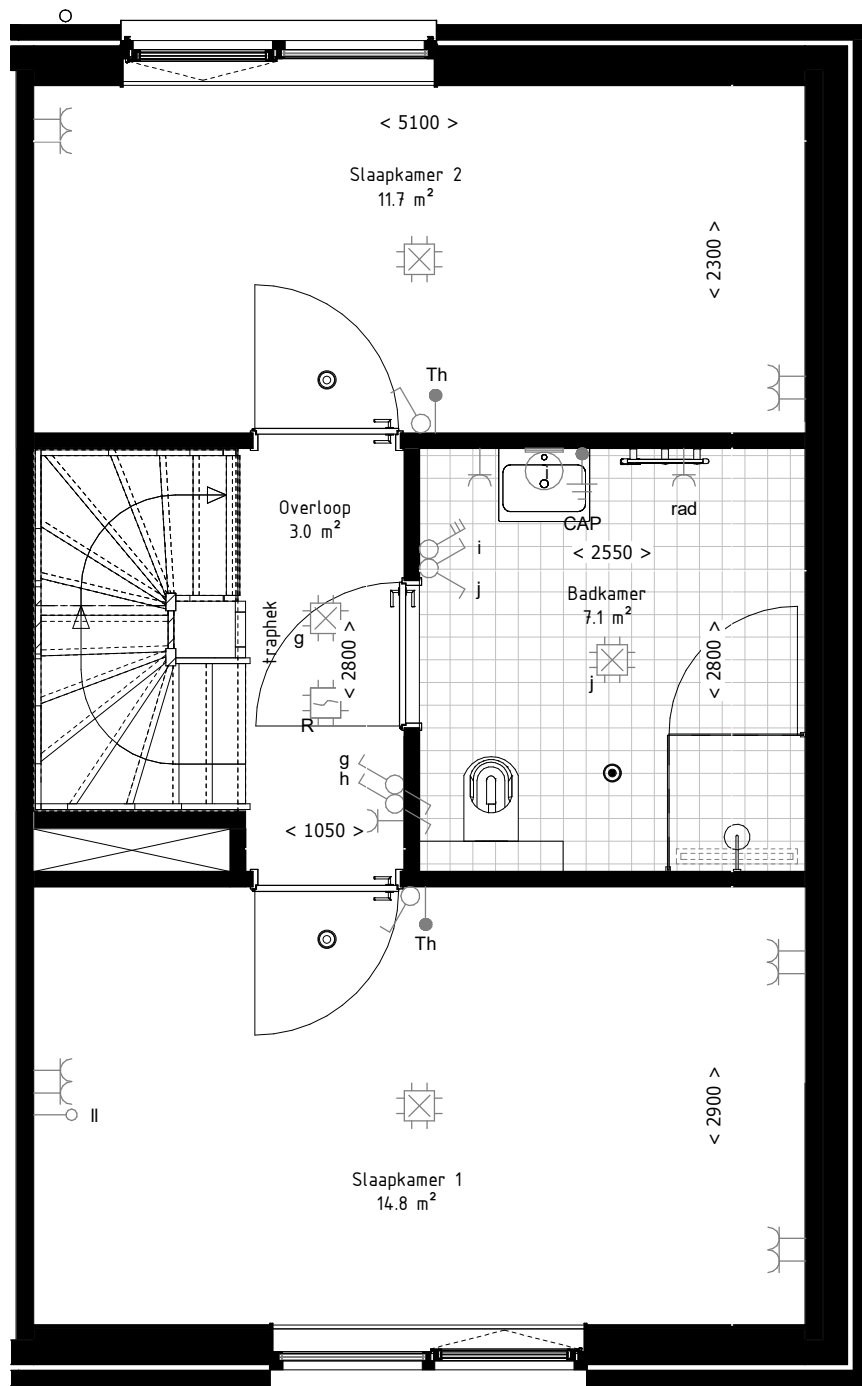 < 5100 >
Slaapkamer 2
11.7 m²
< 2300 >
Th
Overloop
3.0 m²
CAP
rad
i
< 2550 >
j
Badkamer
7.1 m²
traphek
g
< 2800 >
< 2800 >
j
R
g
h
< 1050 >
Th
< 2900 >
II
Slaapkamer 1
14.8 m²